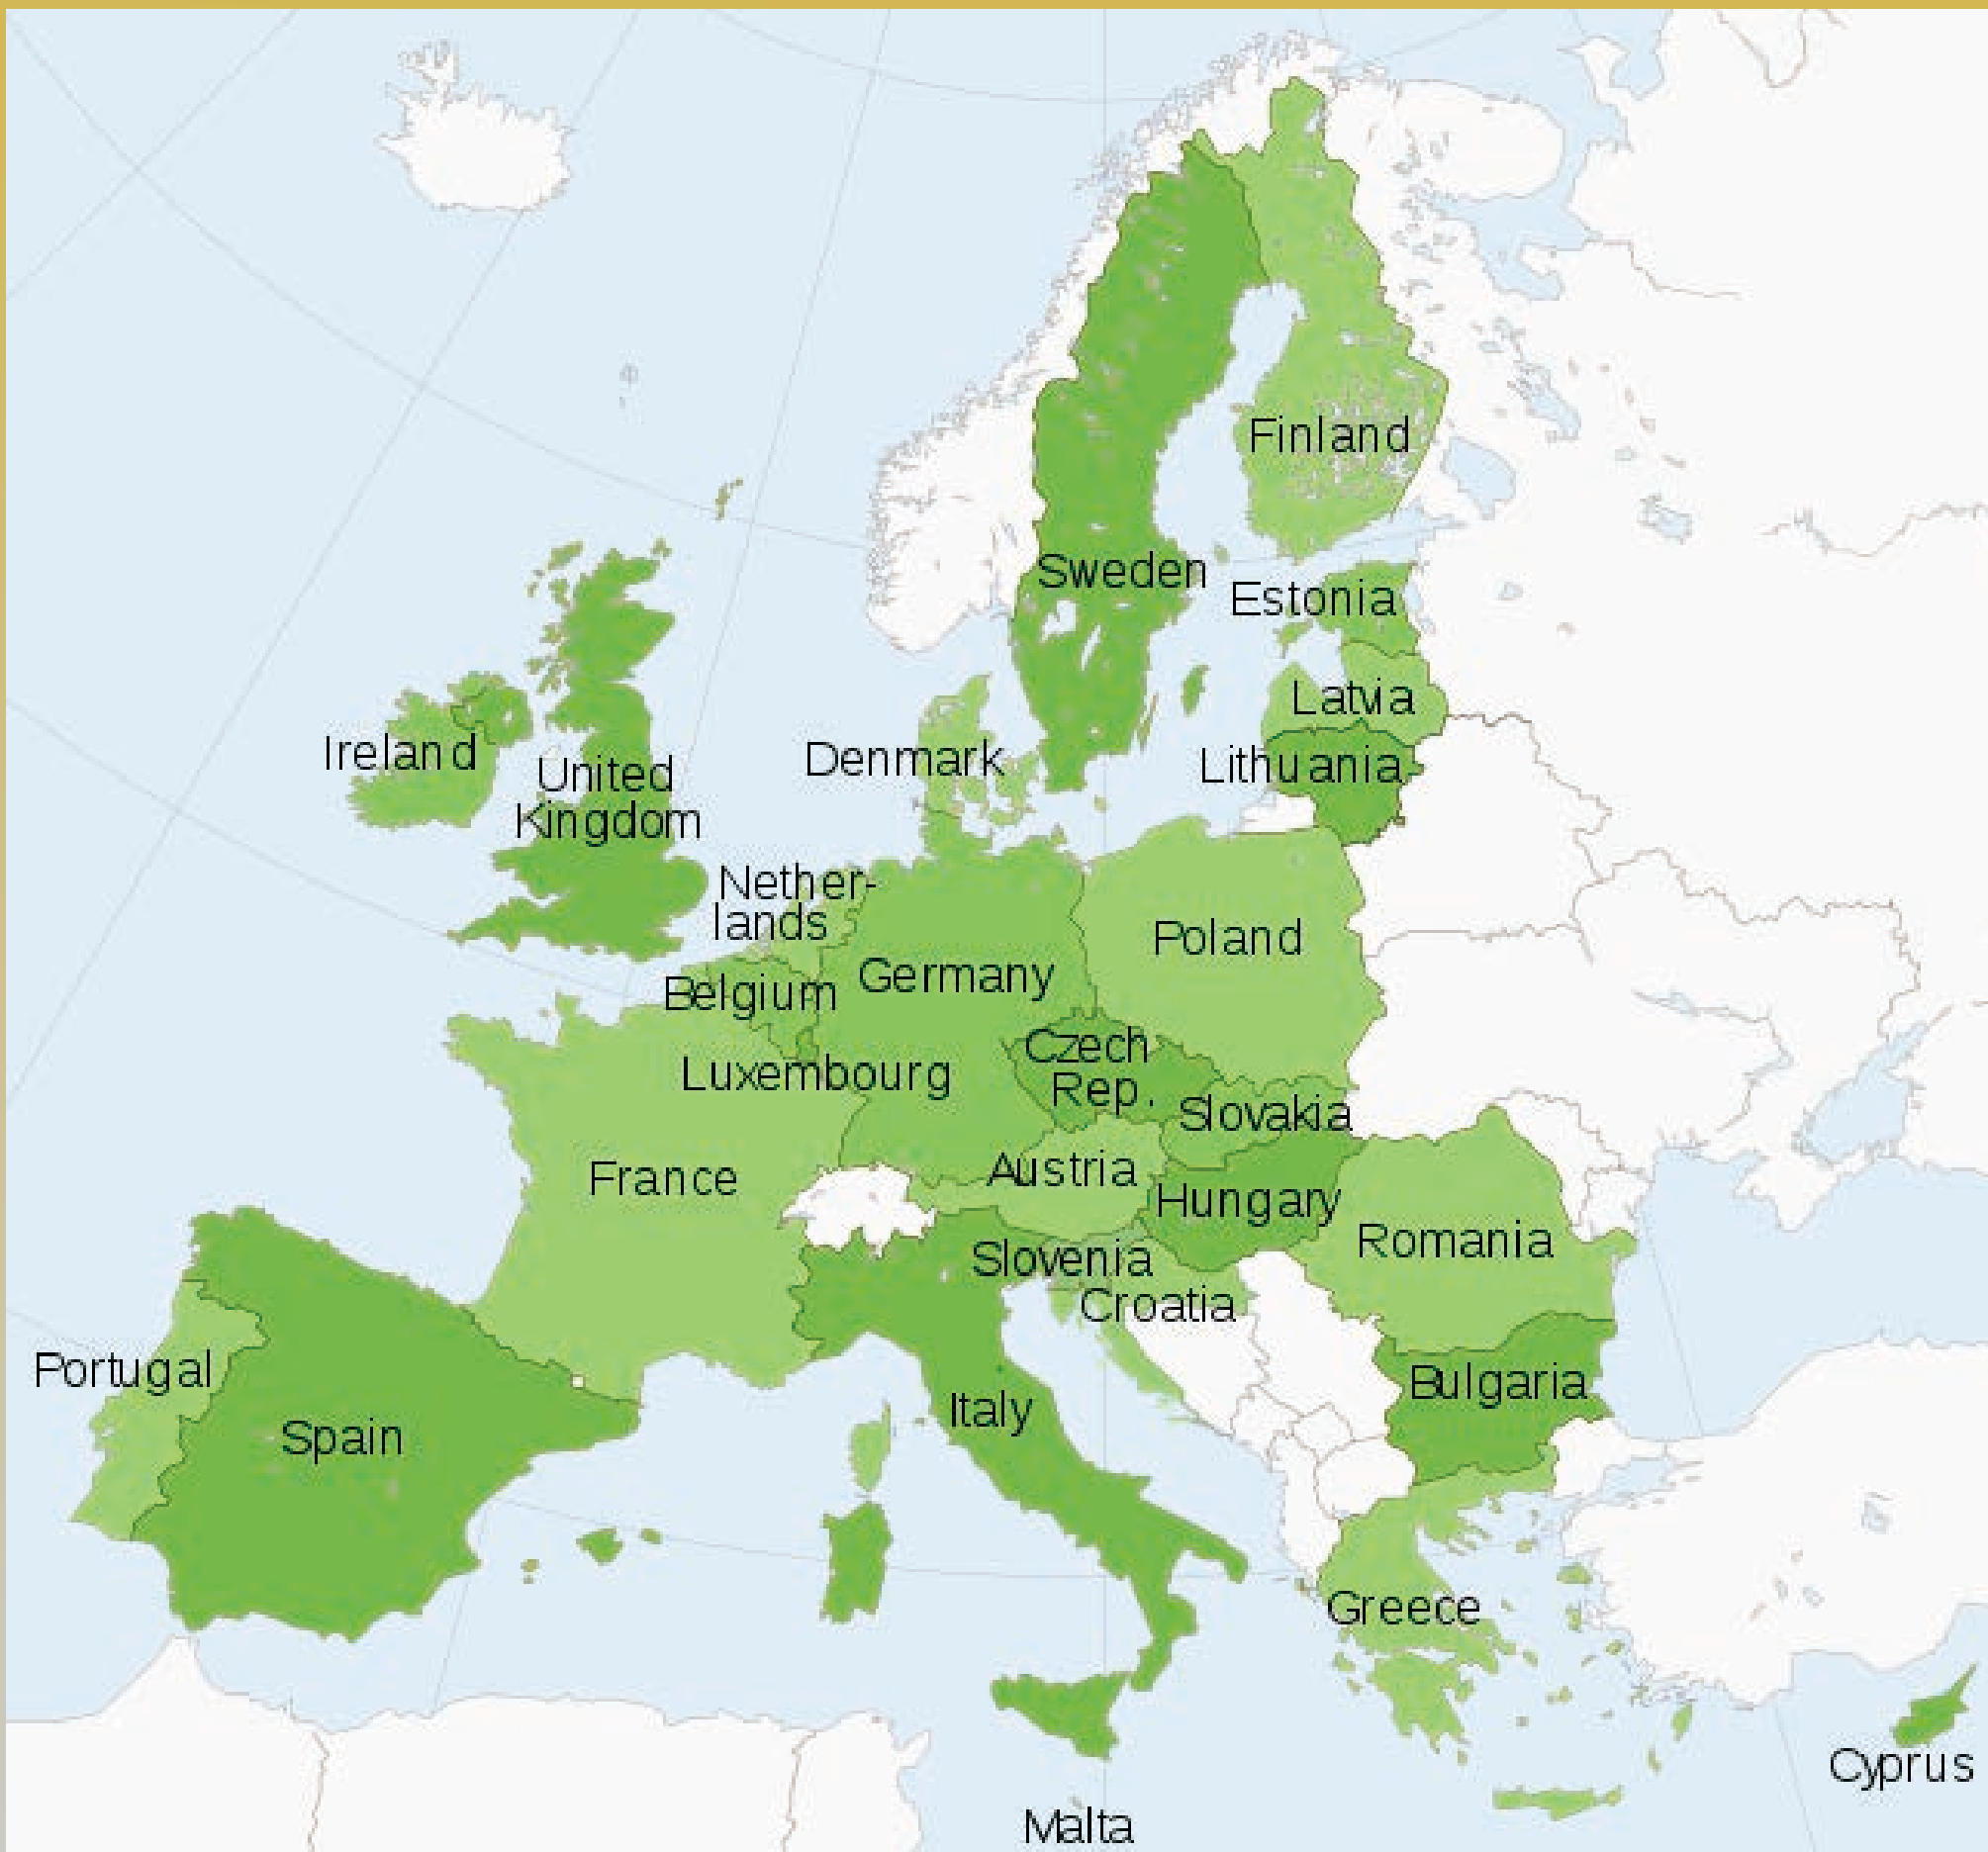 Finland
Sweden
Estonia
Latvia
Lithuania
Denmark
Ireland
United
Kingdom
Nether-
lands
Belgium
Germany
Poland
Luxembourg
Czech
Rep.
Slovakia
France
Austria
Hungary
Romania
Slovenia
Croatia
Portugal
Spain
Italy
Bulgaria
Greece
Cyprus
Malta